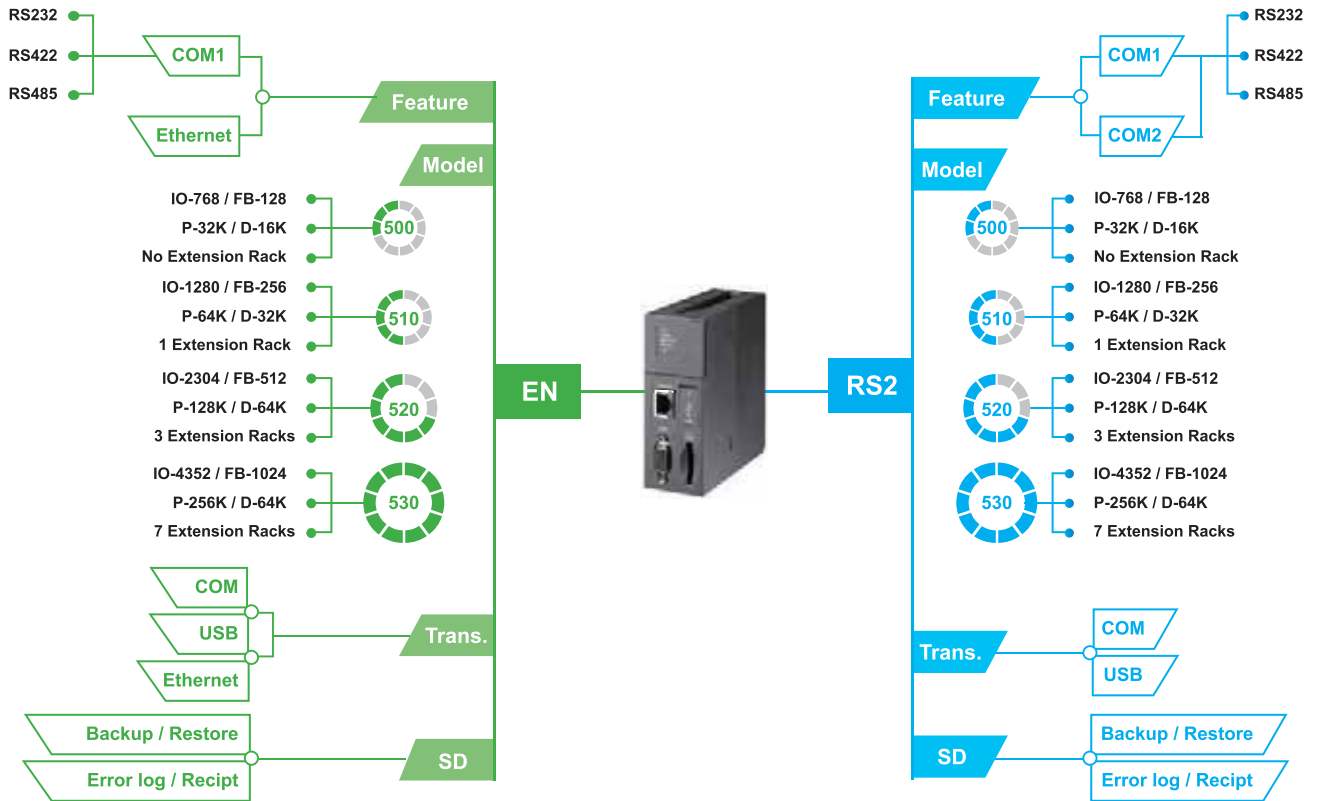 RS232
RS422
RS485
COM1
Ethernet
Feature
Model
IO-768 / FB-128
P-32K / D-16K
No Extension Rack
500
IO-1280 / FB-256
P-64K / D-32K
1 Extension Rack
510
IO-2304 / FB-512
P-128K / D-64K
3 Extension Racks
520
IO-4352 / FB-1024
P-256K / D-64K
7 Extension Racks
530
COM
USB
Ethernet
Trans.
Backup / Restore
Error log / Recipt
SD
EN
RS2
Feature
COM1
COM2
RS232
RS422
RS485
Model
500
IO-768 / FB-128
P-32K / D-16K
No Extension Rack
510
IO-1280 / FB-256
P-64K / D-32K
1 Extension Rack
520
IO-2304 / FB-512
P-128K / D-64K
3 Extension Racks
530
IO-4352 / FB-1024
P-256K / D-64K
7 Extension Racks
Trans.
COM
USB
SD
Backup / Restore
Error log / Recipt